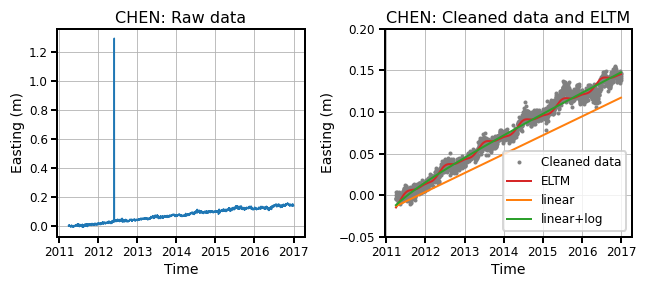 CHEN: Raw data
1.2
1.0
0.8
0.6
0.4
0.2
0.0
Easting (m)
2011 2012 2013 2014 2015 2016 2017
Time
CHEN: Cleaned data and ELTM
0.20
0.15
0.10
0.05
0.00
−0.05
Easting (m)
Cleaned data
ELTM
linear
linear+log
2011 2012 2013 2014 2015 2016 2017
Time